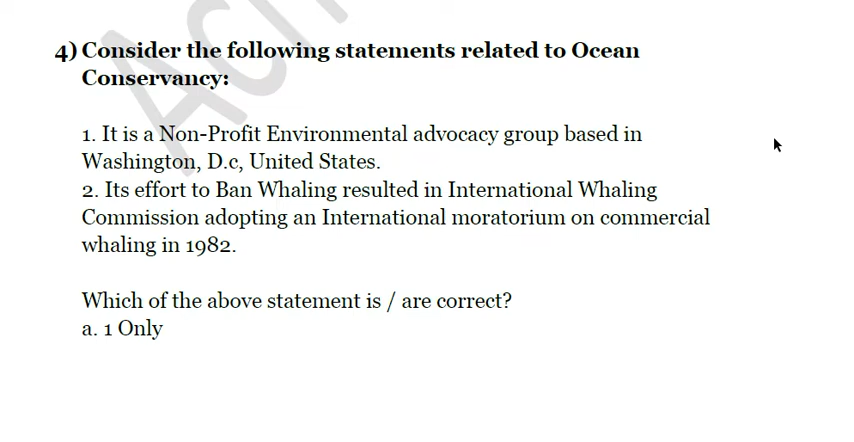 4) Consider the following statements related to Ocean
Conservancy:
1. It is a Non-Profit Environmental advocacy group based in
Washington, D.c, United States.
2. Its effort to Ban Whaling resulted in International Whaling
Commission adopting an International moratorium on commercial
whaling in 1982.
Which of the above statement is / are correct?
a. 1 Only